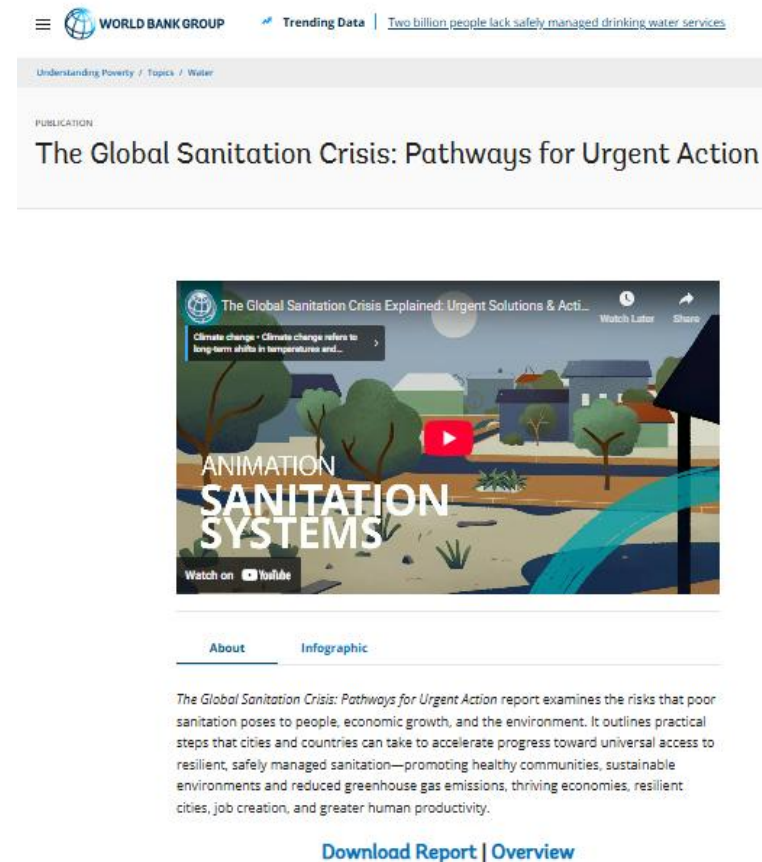 WORLD BANK GROUP
Trending Data | Two billion people lack safely managed drinking water services
Understanding Poverty / Topics / Water
PUBLICATION
The Global Sanitation Crisis: Pathways for Urgent Action
The Global Sanitation Crisis Explained: Urgent Solutions & Acti...
Watch Later
Share
Climate change • Climate change refers to
long-term shifts in temperatures and...
ANIMATION
SANITATION
SYSTEMS
Watch on YouTube
About
Infographic
The Global Sanitation Crisis: Pathways for Urgent Action report examines the risks that poor
sanitation poses to people, economic growth, and the environment. It outlines practical
steps that cities and countries can take to accelerate progress toward universal access to
resilient, safely managed sanitation—promoting healthy communities, sustainable
environments and reduced greenhouse gas emissions, thriving economies, resilient
cities, job creation, and greater human productivity.
Download Report | Overview